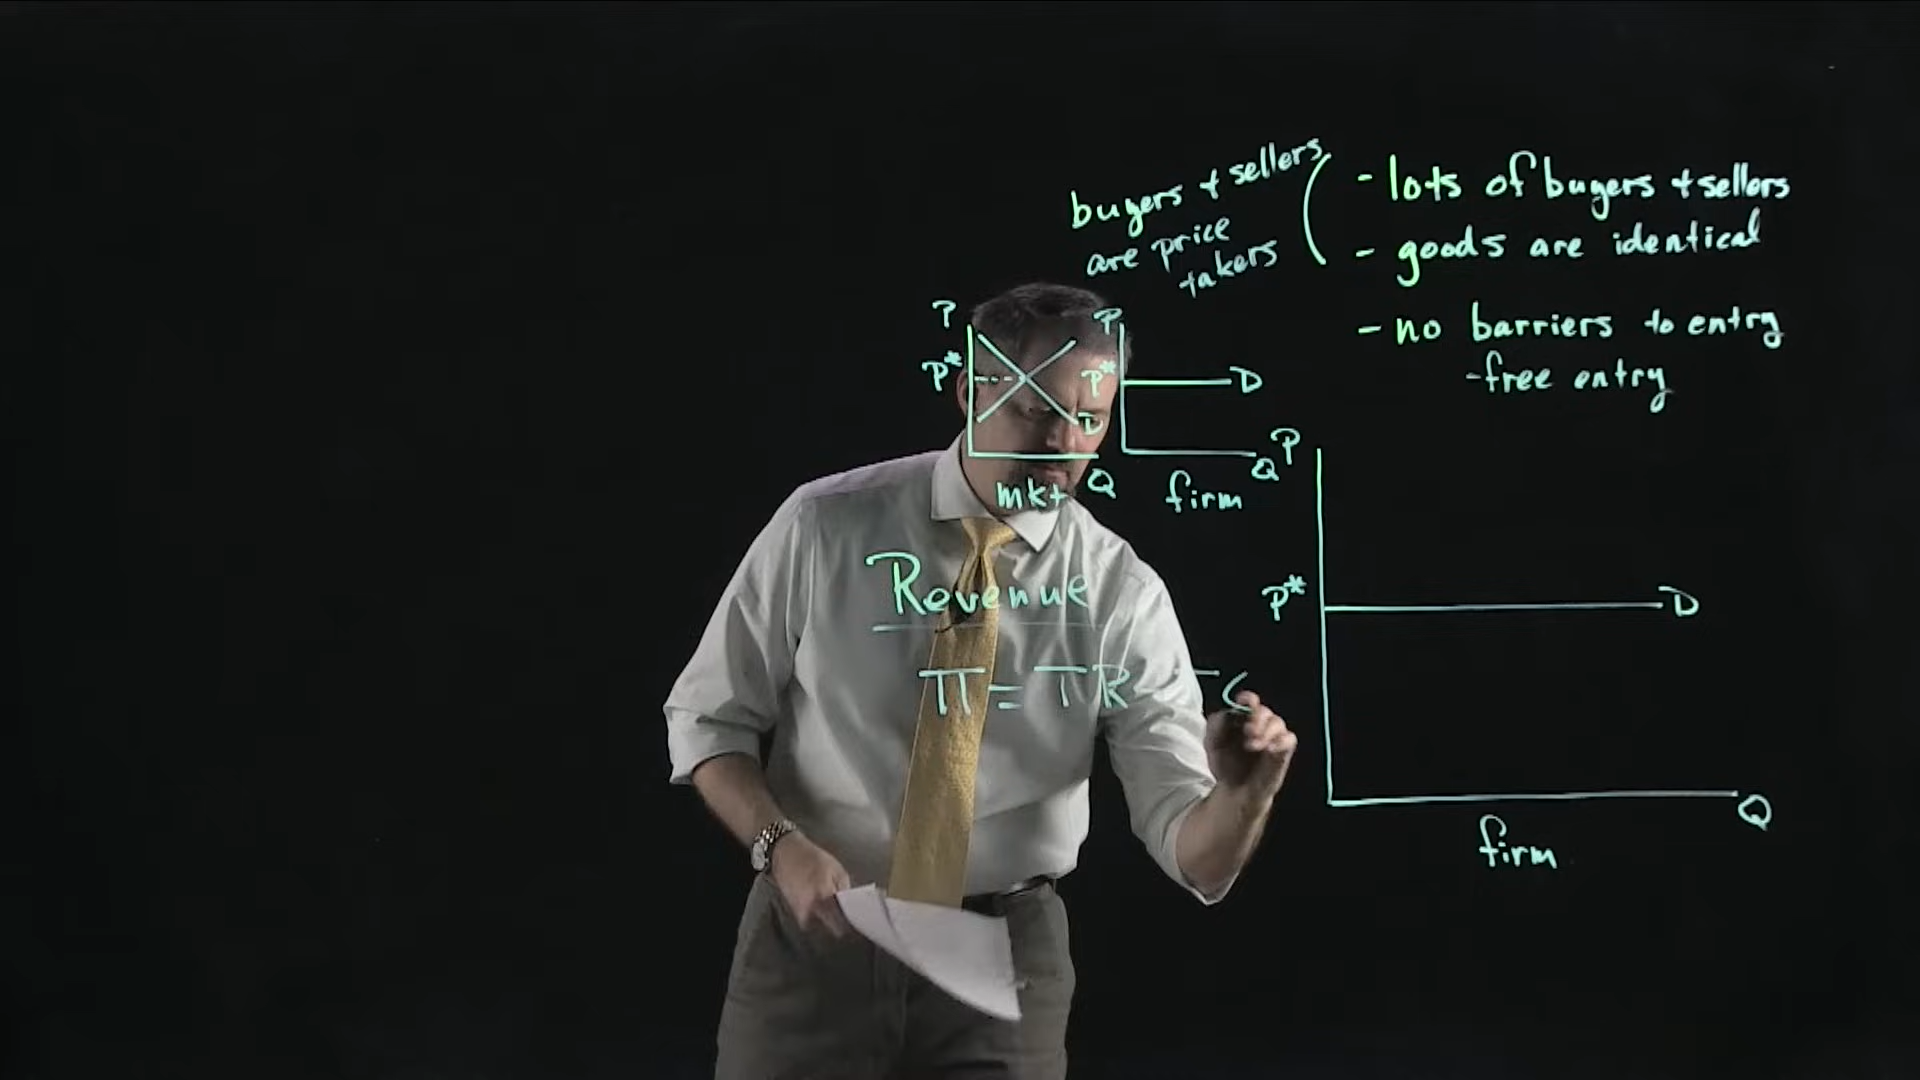 buyers + sellers
are price
takers
- lots of buyers + sellers
- goods are identical
- no barriers to entry
- free entry
P
P*
D
Q
mkt
P
P*
D
Q
firm
Revenue
π = TR TC
P
P*
D
Q
firm